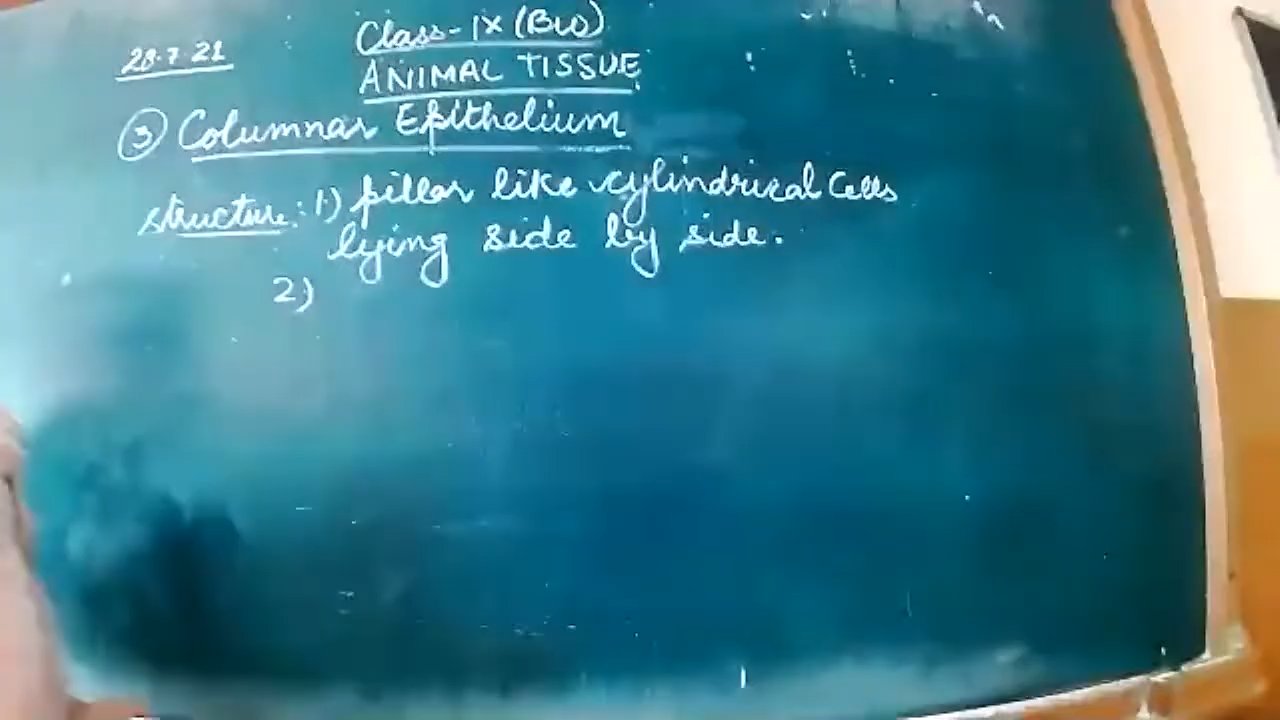 Class-IX (Bio)
28.7.21
ANIMAL TISSUE
③ Columnar Epithelium
structure: 1) pillar like cylindrical Cells
lying side by side.
2)